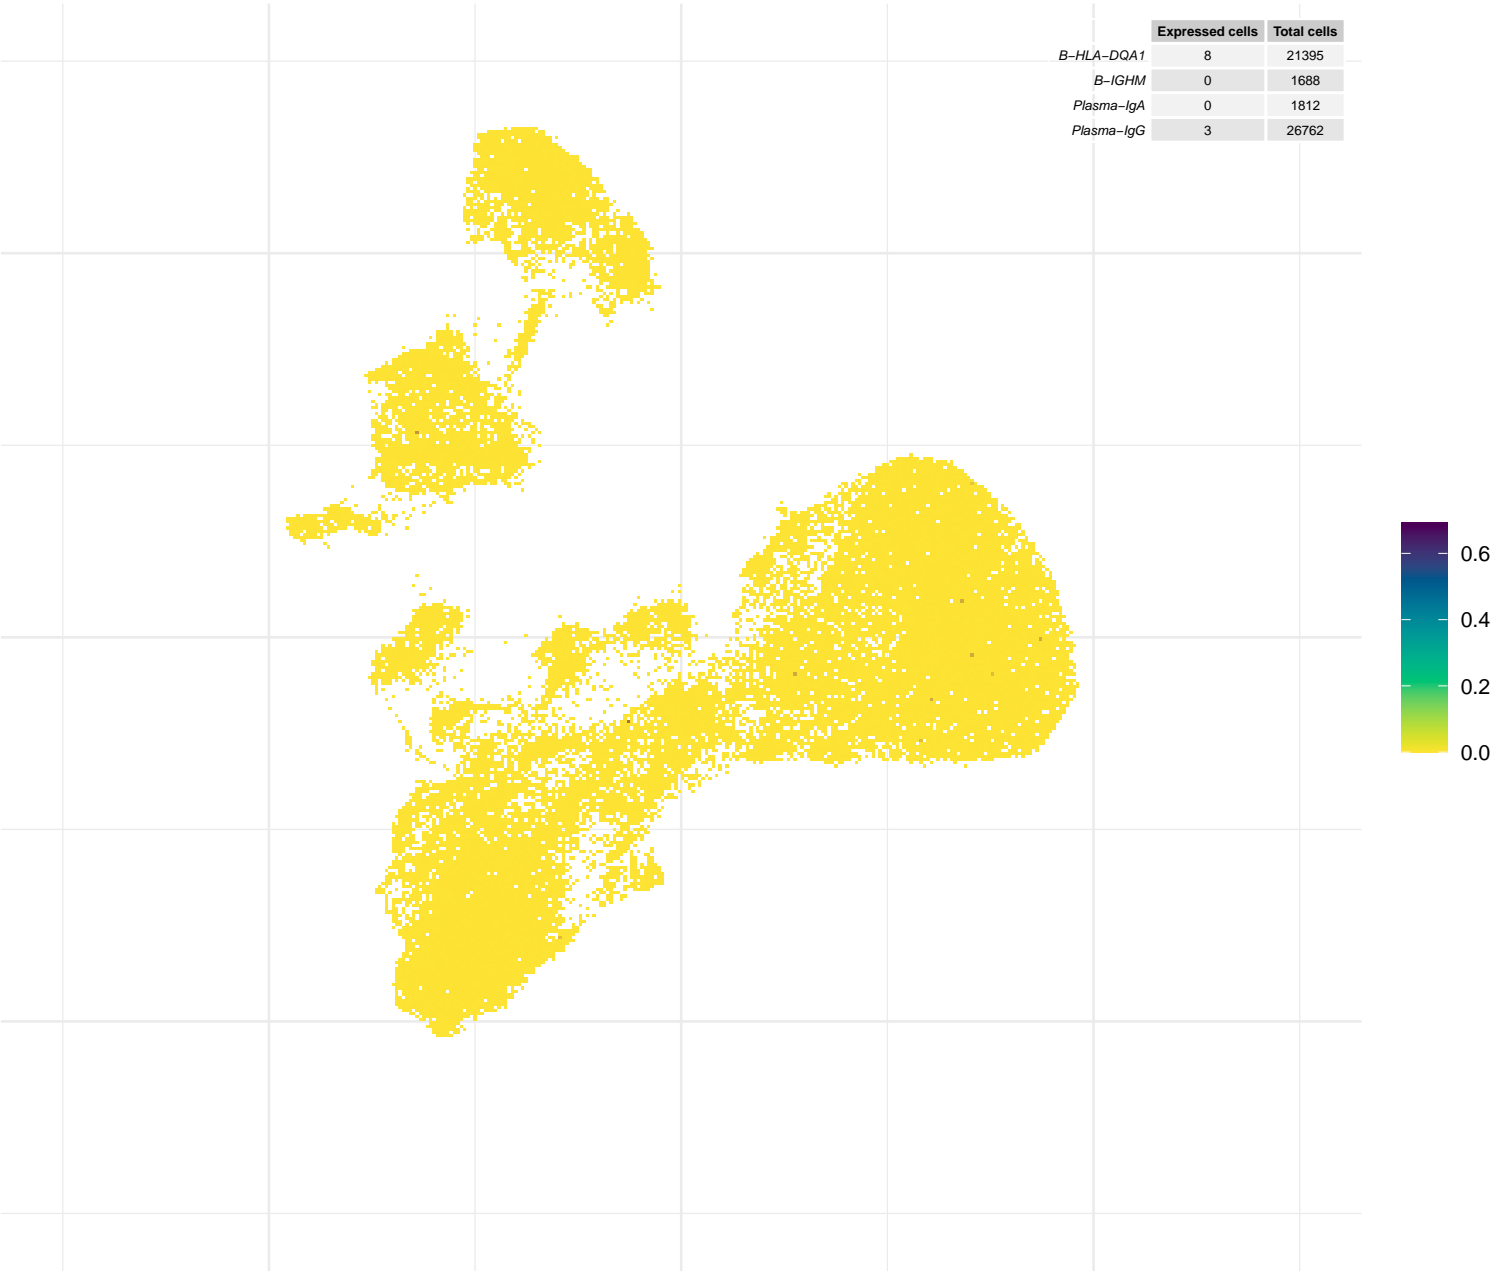 Expressed cells Total cells
B−HLA−DQA1 8 21395
B−IGHM 0 1688
Plasma−IgA 0 1812
Plasma−IgG 3 26762
0.6
0.4
0.2
0.0